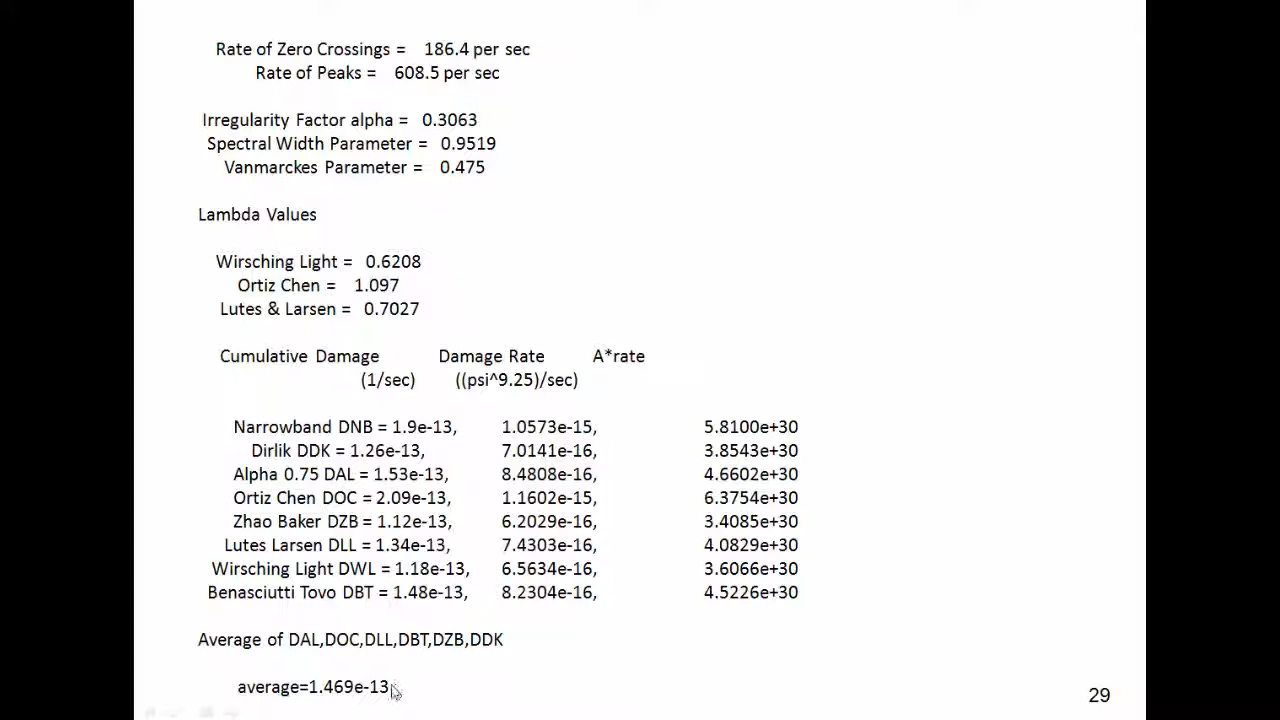 Rate of Zero Crossings = 186.4 per sec
Rate of Peaks = 608.5 per sec
Irregularity Factor alpha = 0.3063
Spectral Width Parameter = 0.9519
Vanmarckes Parameter = 0.475
Lambda Values
Wirsching Light = 0.6208
Ortiz Chen = 1.097
Lutes & Larsen = 0.7027
Cumulative Damage Damage Rate A*rate
(1/sec) ((psi^9.25)/sec)
Narrowband DNB = 1.9e-13, 1.0573e-15, 5.8100e+30
Dirlik DDK = 1.26e-13, 7.0141e-16, 3.8543e+30
Alpha 0.75 DAL = 1.53e-13, 8.4808e-16, 4.6602e+30
Ortiz Chen DOC = 2.09e-13, 1.1602e-15, 6.3754e+30
Zhao Baker DZB = 1.12e-13, 6.2029e-16, 3.4085e+30
Lutes Larsen DLL = 1.34e-13, 7.4303e-16, 4.0829e+30
Wirsching Light DWL = 1.18e-13, 6.5634e-16, 3.6066e+30
Benasciutti Tovo DBT = 1.48e-13, 8.2304e-16, 4.5226e+30
Average of DAL,DOC,DLL,DBT,DZB,DDK
average=1.469e-13
29